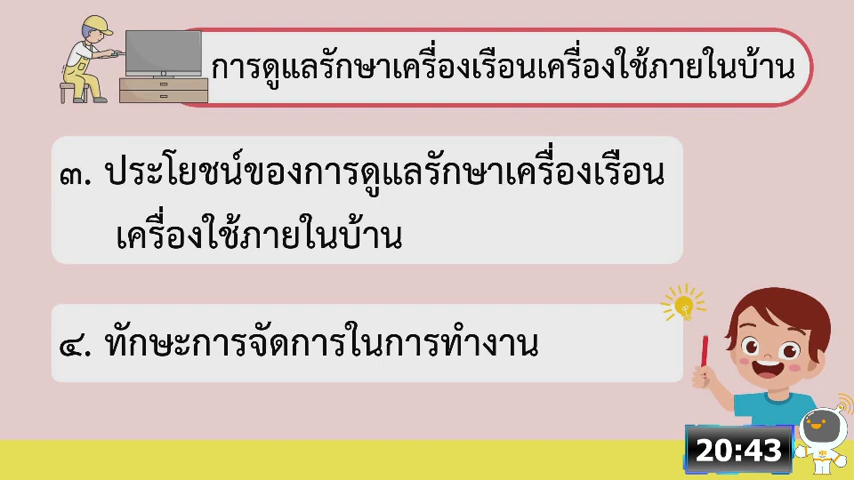 การดูแลรักษาเครื่องเรือนเครื่องใช้ภายในบ้าน
๓. ประโยชน์ของการดูแลรักษาเครื่องเรือน
เครื่องใช้ภายในบ้าน
๔. ทักษะการจัดการในการทำงาน
20:43